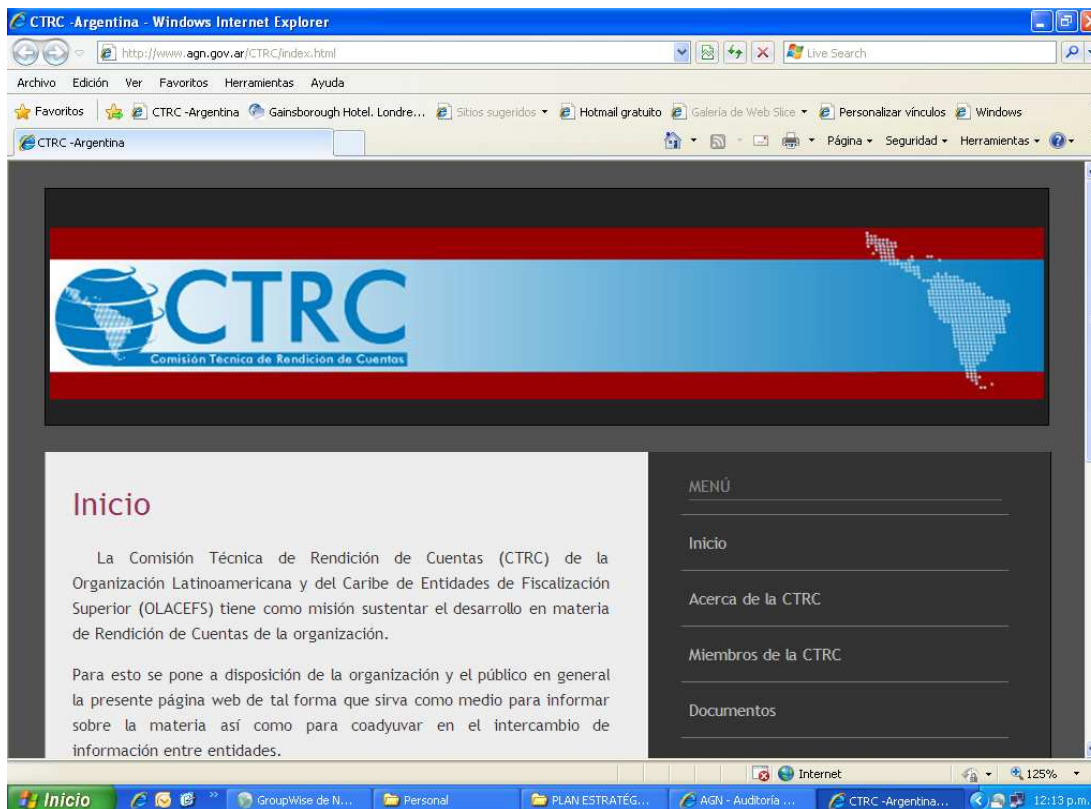 CTRC -Argentina - Windows Internet Explorer
http://www.agn.gov.ar/CTRC/index.html
Live Search
Archivo Edición Ver Favoritos Herramientas Ayuda
Favoritos CTRC -Argentina Gainsborough Hotel. Londre... Sitios sugeridos Hotmail gratuito Galería de Web Slice Personalizar vínculos Windows
CTRC -Argentina Página Seguridad Herramientas
CTRC
Comisión Técnica de Rendición de Cuentas
Inicio
La Comisión Técnica de Rendición de Cuentas (CTRC) de la
Organización Latinoamericana y del Caribe de Entidades de Fiscalización
Superior (OLACEFS) tiene como misión sustentar el desarrollo en materia
de Rendición de Cuentas de la organización.
Para esto se pone a disposición de la organización y el público en general
la presente página web de tal forma que sirva como medio para informar
sobre la materia así como para coadyuvar en el intercambio de
información entre entidades.
MENÚ
Inicio
Acerca de la CTRC
Miembros de la CTRC
Documentos
Internet 125%
Inicio GroupWise de N... Personal PLAN ESTRATÉG... AGN - Auditoría ... CTRC -Argentina... 12:13 p.m.